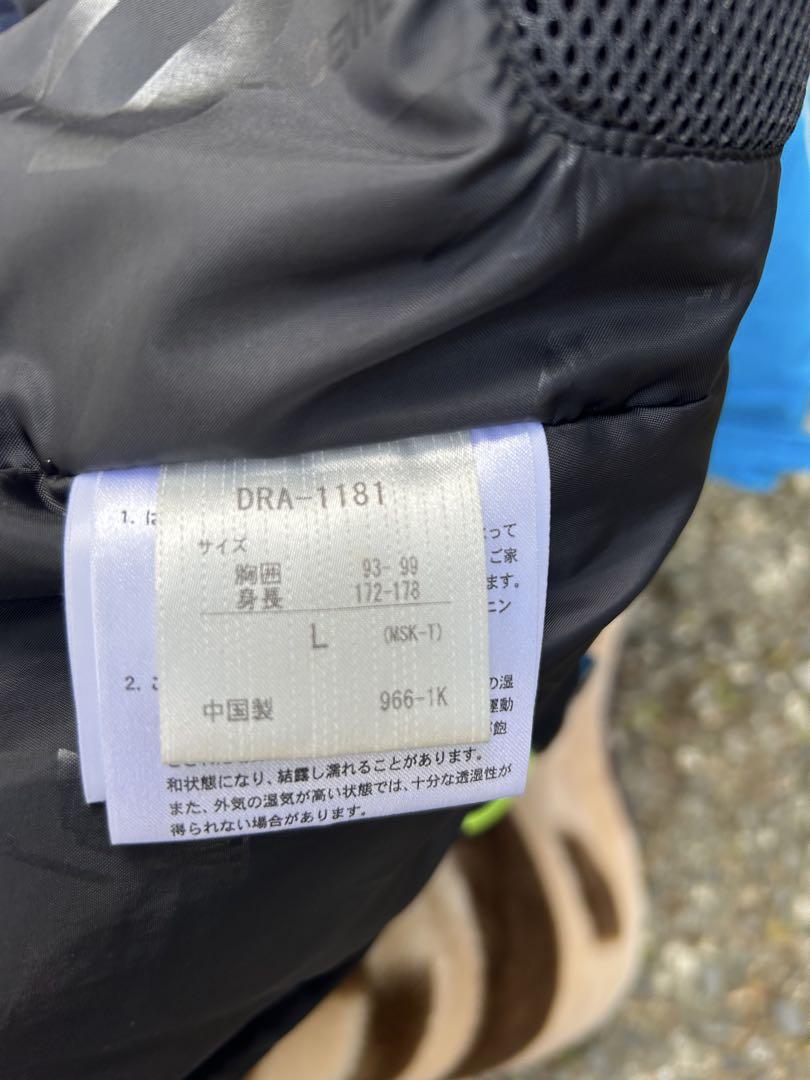 DRA-1181
サイズ
胸囲 93-99
身長 172-178
L (MSK-T)
中国製 966-1K
1. は
って
ご家
ます。
ニン
2.
の湿
運動
飽
和状態になり、結露し濡れることがあります。
また、外気の湿気が高い状態では、十分な透湿性が
得られない場合があります。